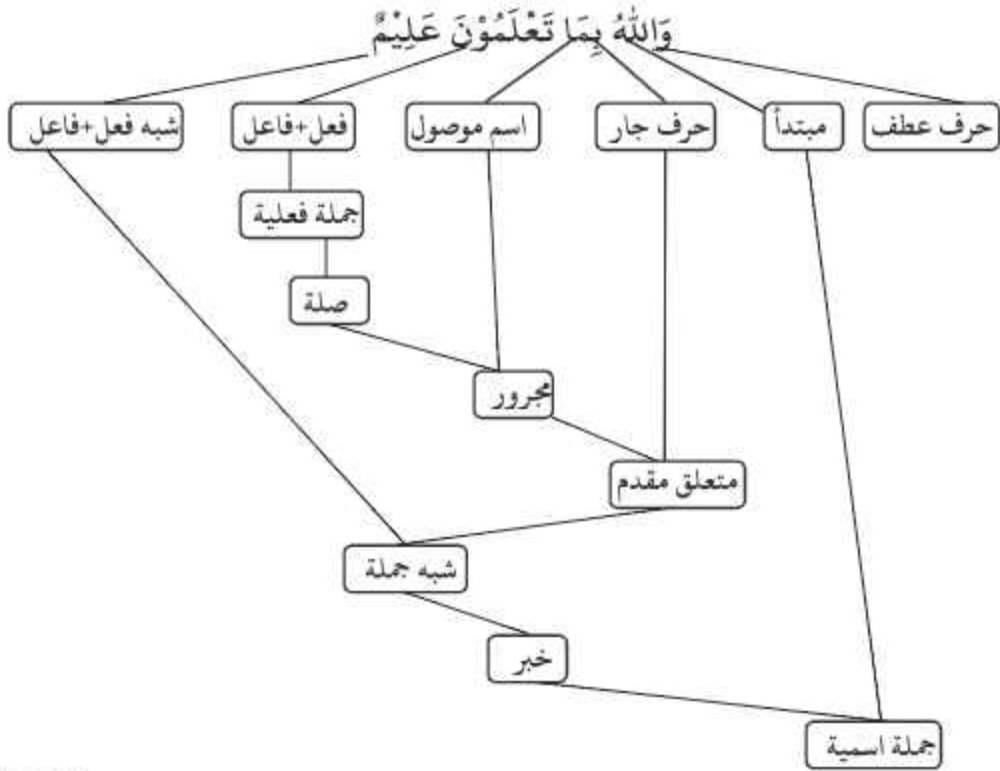 وَاللهُ بِمَا تَعْلَمُوْنَ عَلِيْمٌ
حرف عطف
مبتدأ
حرف جار
اسم موصول
فعل+فاعل
شبه فعل+فاعل
جملة فعلية
صلة
مجرور
متعلق مقدم
شبه جملة
خبر
جملة اسمية